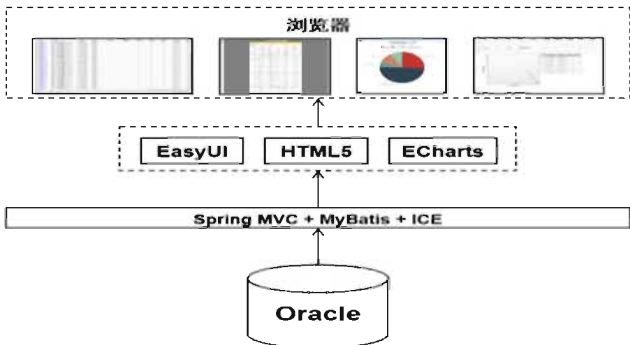 浏览器
EasyUI HTML5 ECharts
Spring MVC + MyBatis + ICE
Oracle